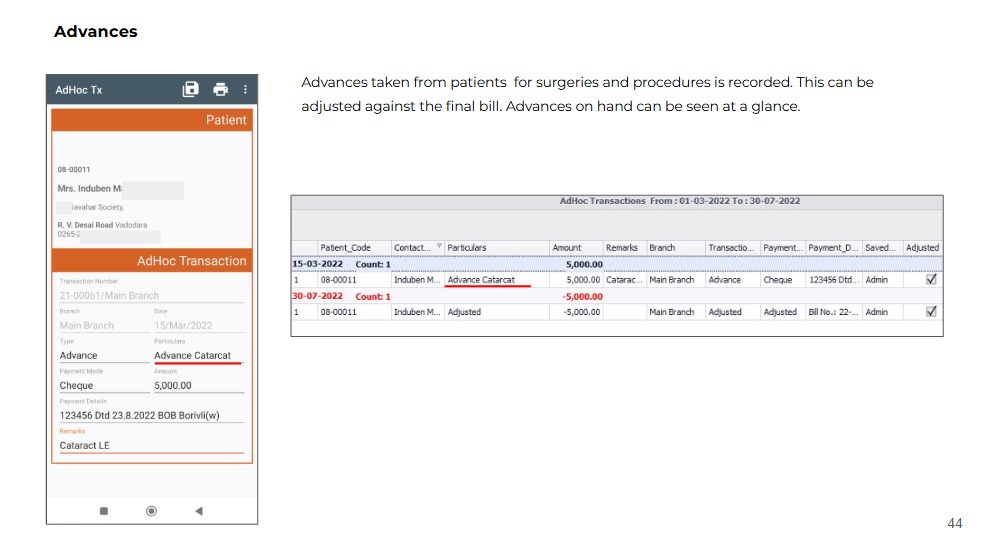 Advances
Advances taken from patients for surgeries and procedures is recorded. This can be
adjusted against the final bill. Advances on hand can be seen at a glance.
AdHoc Tx
Patient
08-00011
Mrs. Induben
Society,
R. V. Desai Road Vadodara
0265-
AdHoc Transaction
Transaction Number
21-00061/Main Branch
Branch Date
Main Branch 15/Mar/2022
Type Particulars
Advance Advance Catarcat
Payment Mode Amount
Cheque 5,000.00
Payment Details
123456 Dtd 23.8.2022 BOB Borivli(w)
Remarks
Cataract LE
AdHoc Transactions From : 01-03-2022 To : 30-07-2022
Patient_Code Contact... Particulars Amount Remarks Branch Transactio... Payment... Payment_D... Saved... Adjusted
15-03-2022 Count: 1 5,000.00
1 08-00011 Induben M... Advance Catarcat 5,000.00 Catarac... Main Branch Advance Cheque 123456 Dtd... Admin
30-07-2022 Count: 1 -5,000.00
1 08-00011 Induben M... Adjusted -5,000.00 Main Branch Adjusted Adjusted Bill No.: 22-... Admin
44